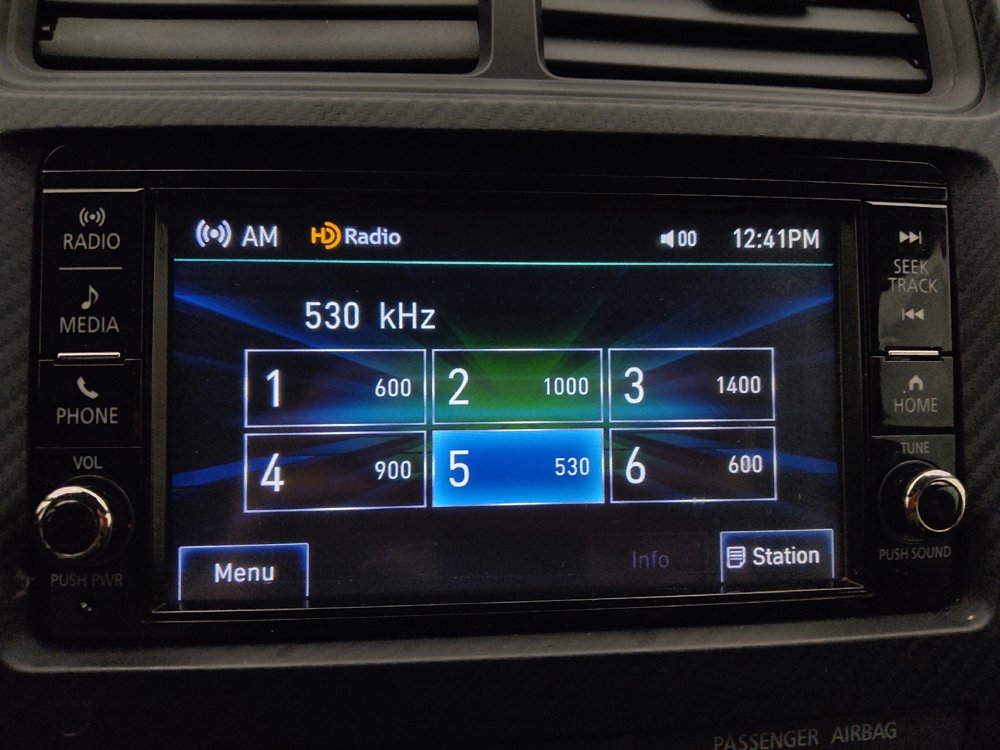 RADIO
MEDIA
PHONE
VOL
PUSH PWR
AM HD Radio 00 12:41PM
530 kHz
1 600 2 1000 3 1400
4 900 5 530 6 600
Menu Info Station
SEEK
TRACK
HOME
TUNE
PUSH SOUND
PASSENGER AIRBAG